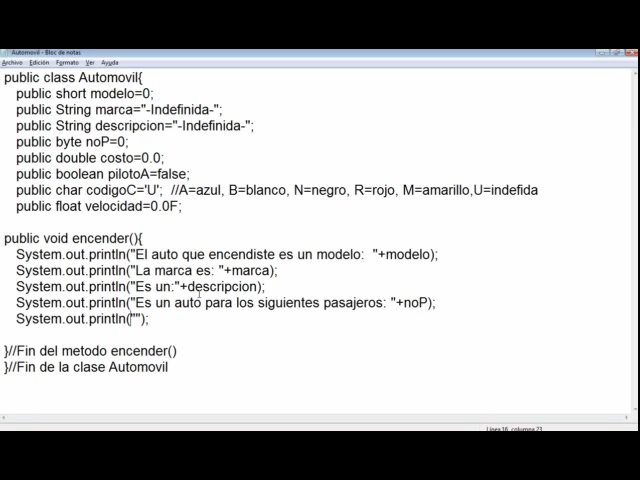 Automovil - Bloc de notas
Archivo Edición Formato Ver Ayuda
public class Automovil{
public short modelo=0;
public String marca="-Indefinida-";
public String descripcion="-Indefinida-";
public byte noP=0;
public double costo=0.0;
public boolean pilotoA=false;
public char codigoC='U'; //A=azul, B=blanco, N=negro, R=rojo, M=amarillo,U=indefida
public float velocidad=0.0F;
public void encender(){
System.out.println("El auto que encendiste es un modelo: "+modelo);
System.out.println("La marca es: "+marca);
System.out.println("Es un:"+descripcion);
System.out.println("Es un auto para los siguientes pasajeros: "+noP);
System.out.println("");
}//Fin del metodo encender()
}//Fin de la clase Automovil
Línea 16, columna 23